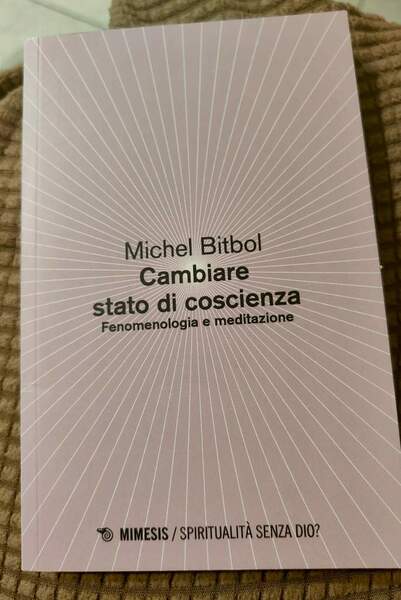 Michel Bitbol
Cambiare
stato di coscienza
Fenomenologia e meditazione
MIMESIS / SPIRITUALITÀ SENZA DIO?